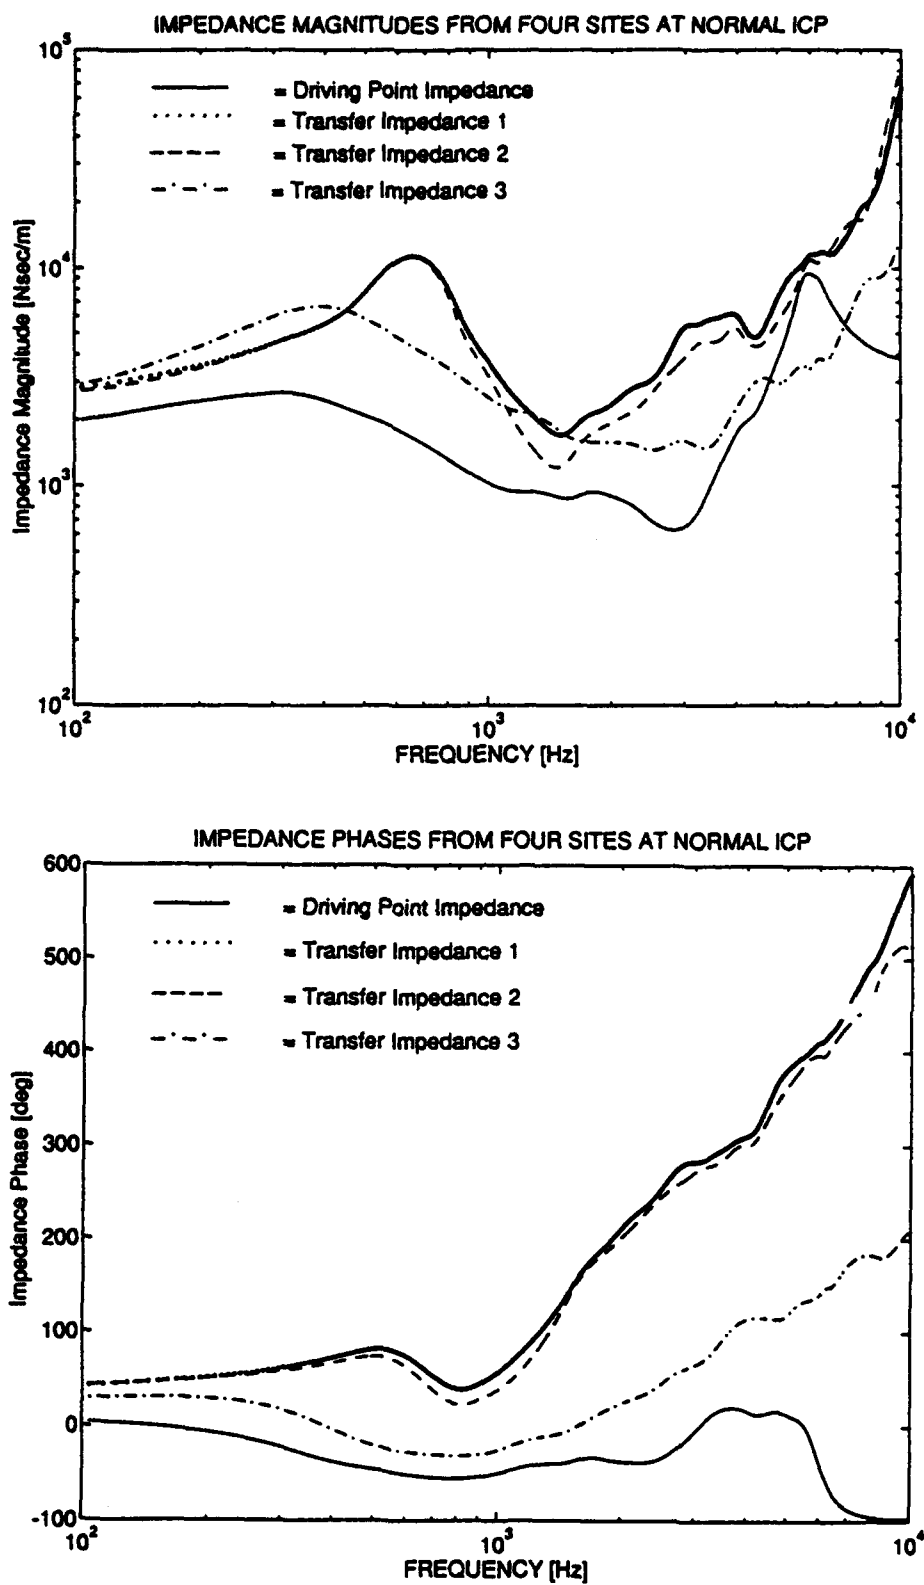 IMPEDANCE MAGNITUDES FROM FOUR SITES AT NORMAL ICP
10^5
10^4
10^3
10^2
Impedance Magnitude [Nsec/m]
= Driving Point Impedance
= Transfer Impedance 1
= Transfer Impedance 2
= Transfer Impedance 3
10^2
10^3
10^4
FREQUENCY [Hz]
IMPEDANCE PHASES FROM FOUR SITES AT NORMAL ICP
600
500
400
300
200
100
0
-100
Impedance Phase [deg]
= Driving Point Impedance
= Transfer Impedance 1
= Transfer Impedance 2
= Transfer Impedance 3
10^2
10^3
10^4
FREQUENCY [Hz]